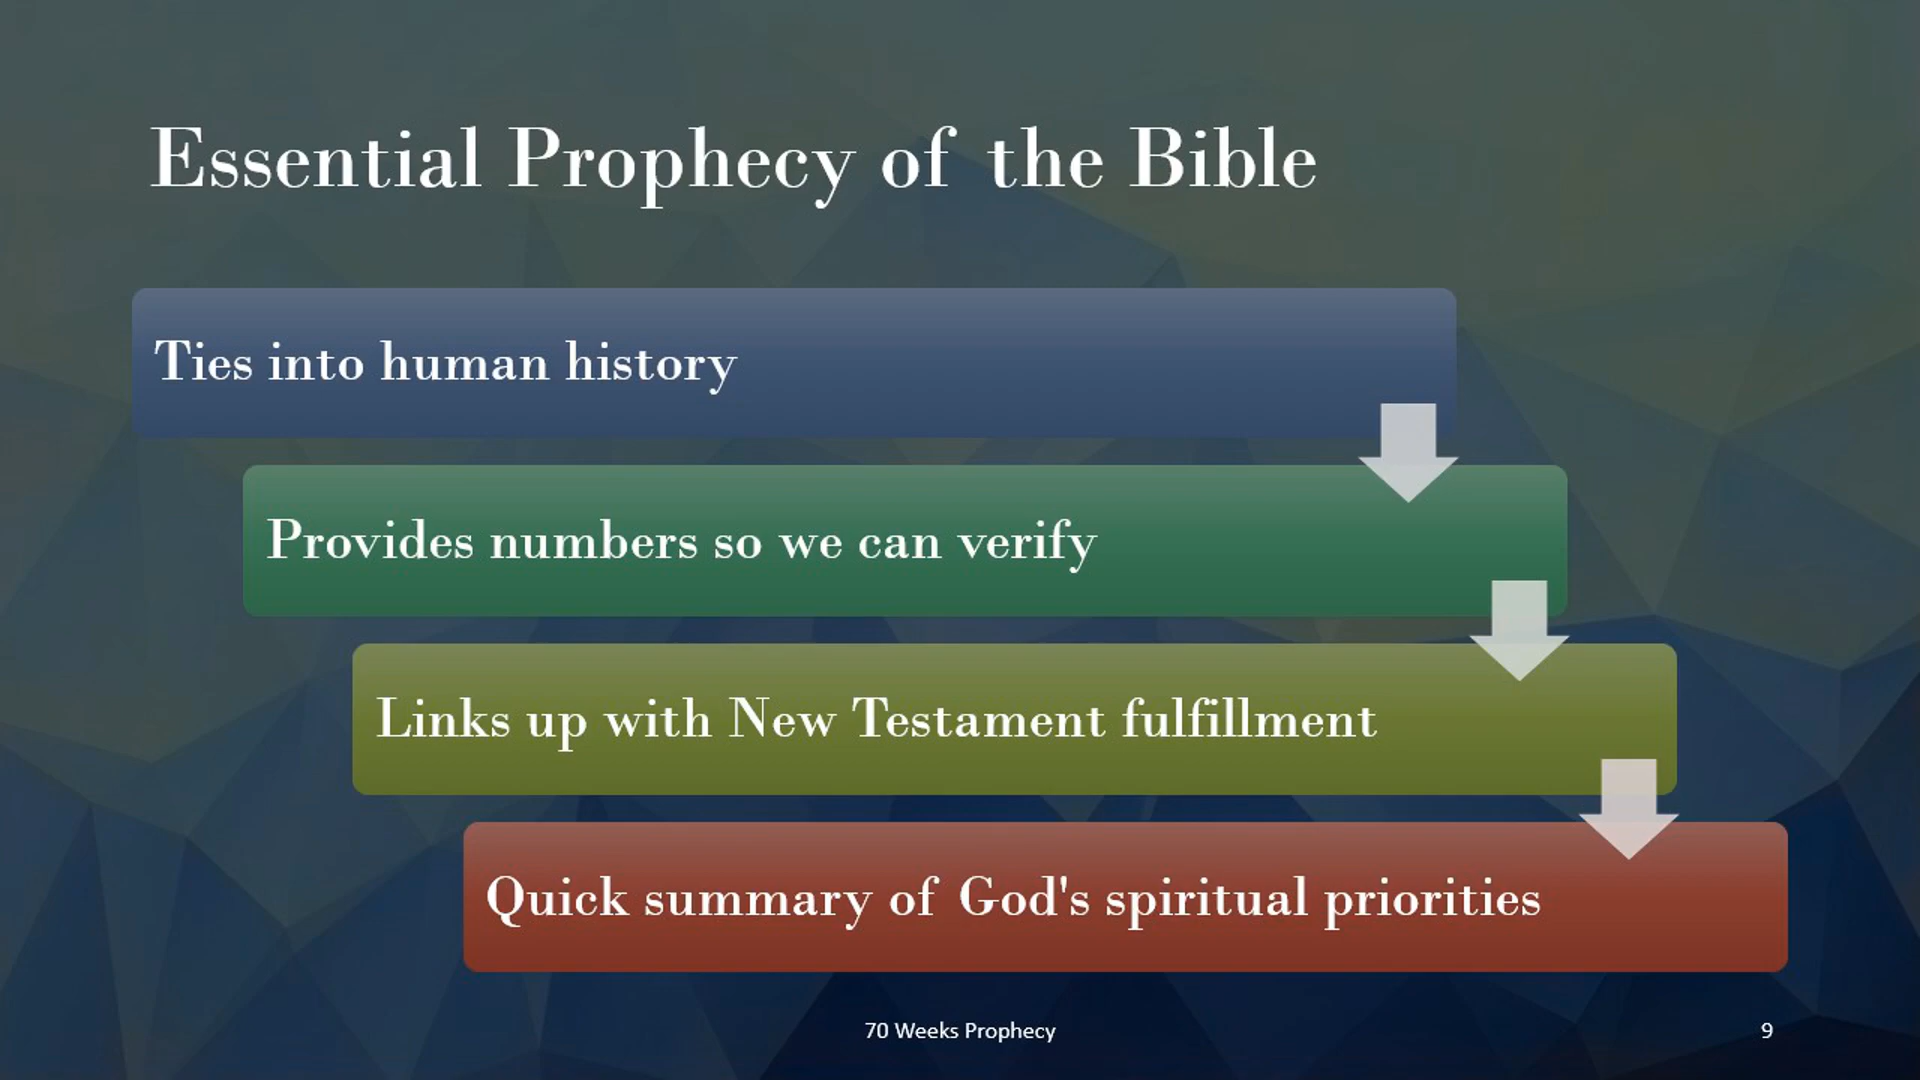 Essential Prophecy of the Bible
Ties into human history
Provides numbers so we can verify
Links up with New Testament fulfillment
Quick summary of God's spiritual priorities
70 Weeks Prophecy
9